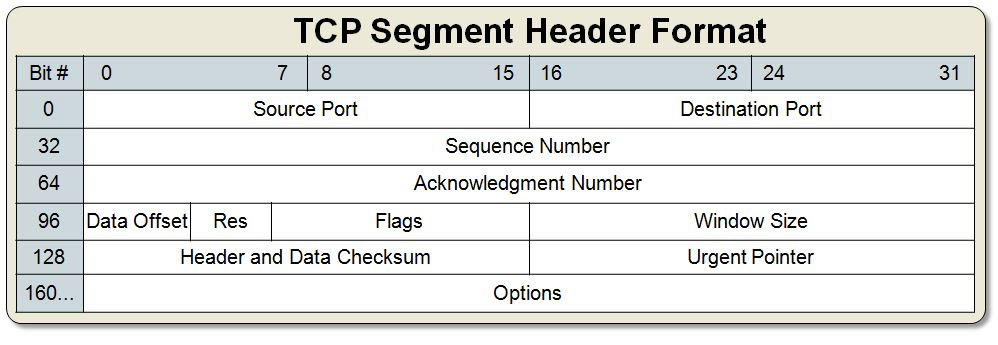 TCP Segment Header Format
Bit # 0 7 8 15 16 23 24 31
0 Source Port Destination Port
32 Sequence Number
64 Acknowledgment Number
96 Data Offset Res Flags Window Size
128 Header and Data Checksum Urgent Pointer
160... Options